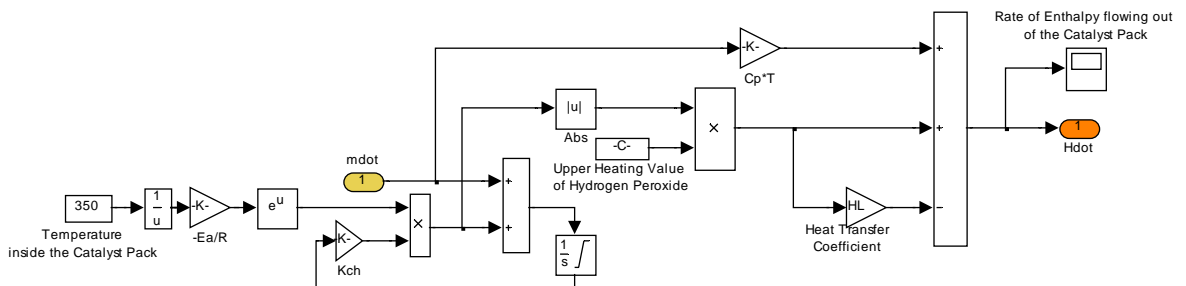 Rate of Enthalpy flowing out
of the Catalyst Pack
-K-
Cp*T
+
+
−
1
Hdot
|u|
Abs
×
-C-
Upper Heating Value
of Hydrogen Peroxide
HL
Heat Transfer
Coefficient
mdot
1
350
Temperature
inside the Catalyst Pack
1
u
-K-
-Ea/R
e^u
K-
Kch
×
+
+
1
s